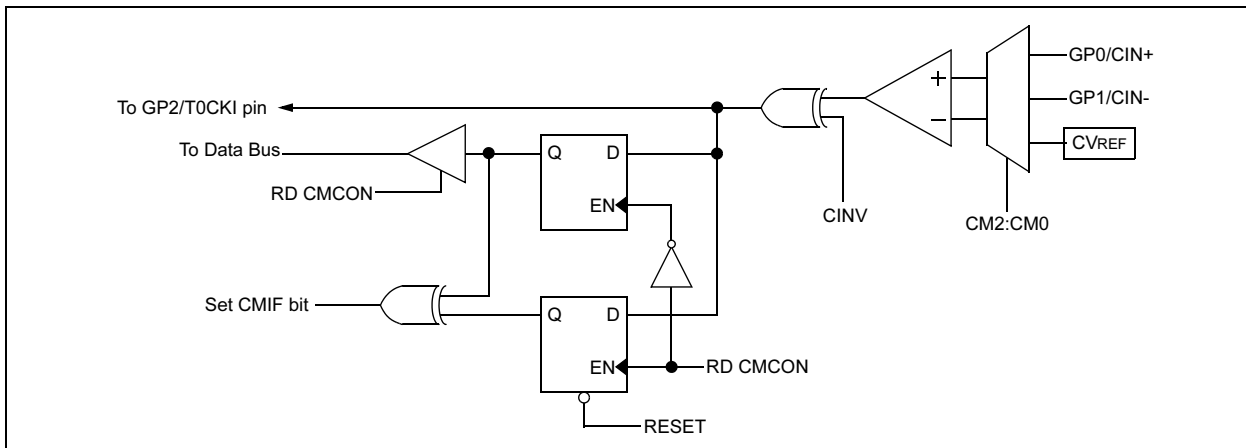 GP0/CIN+
To GP2/T0CKI pin
GP1/CIN-
To Data Bus
Q D
CVREF
RD CMCON
EN
CINV
CM2:CM0
Set CMIF bit
Q D
EN
RD CMCON
RESET